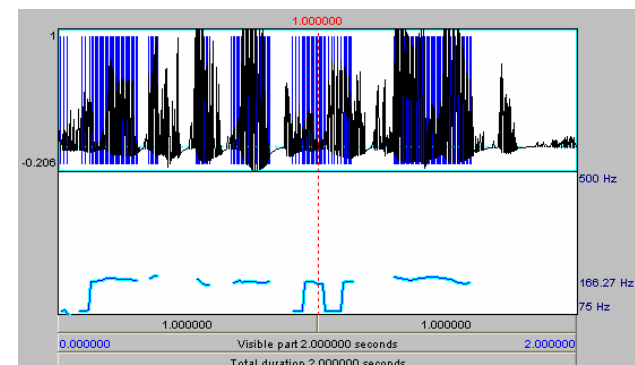 1.000000
1
-0.206
500 Hz
166.27 Hz
75 Hz
1.000000 1.000000
0.000000 Visible part 2.000000 seconds 2.000000
Total duration 2.000000 seconds